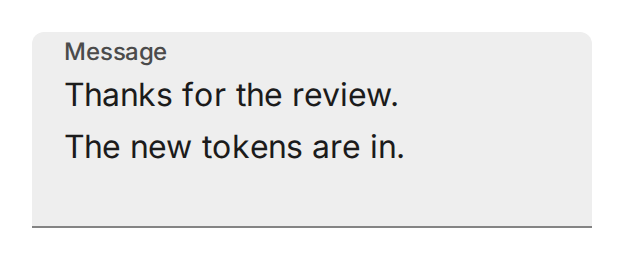 Message
Thanks for the review.
The new tokens are in.